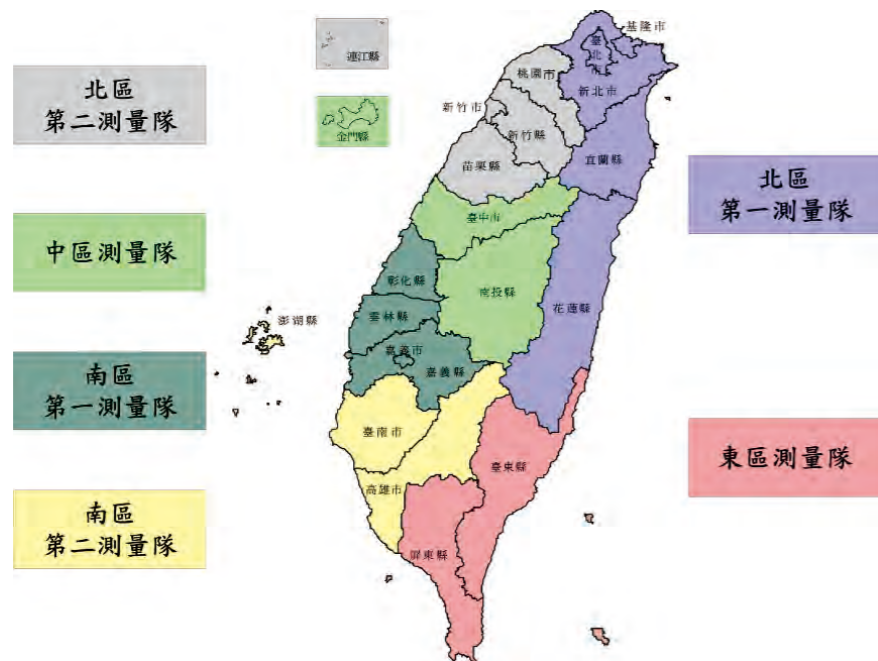 北區
第二測量隊
中區測量隊
南區
第一測量隊
南區
第二測量隊
連江縣
金門縣
基隆市
臺北市
桃園市
新北市
新竹市
新竹縣
宜蘭縣
苗栗縣
臺中市
彰化縣
南投縣
花蓮縣
雲林縣
澎湖縣
嘉義市
嘉義縣
臺南市
臺東縣
高雄市
屏東縣
北區
第一測量隊
東區測量隊